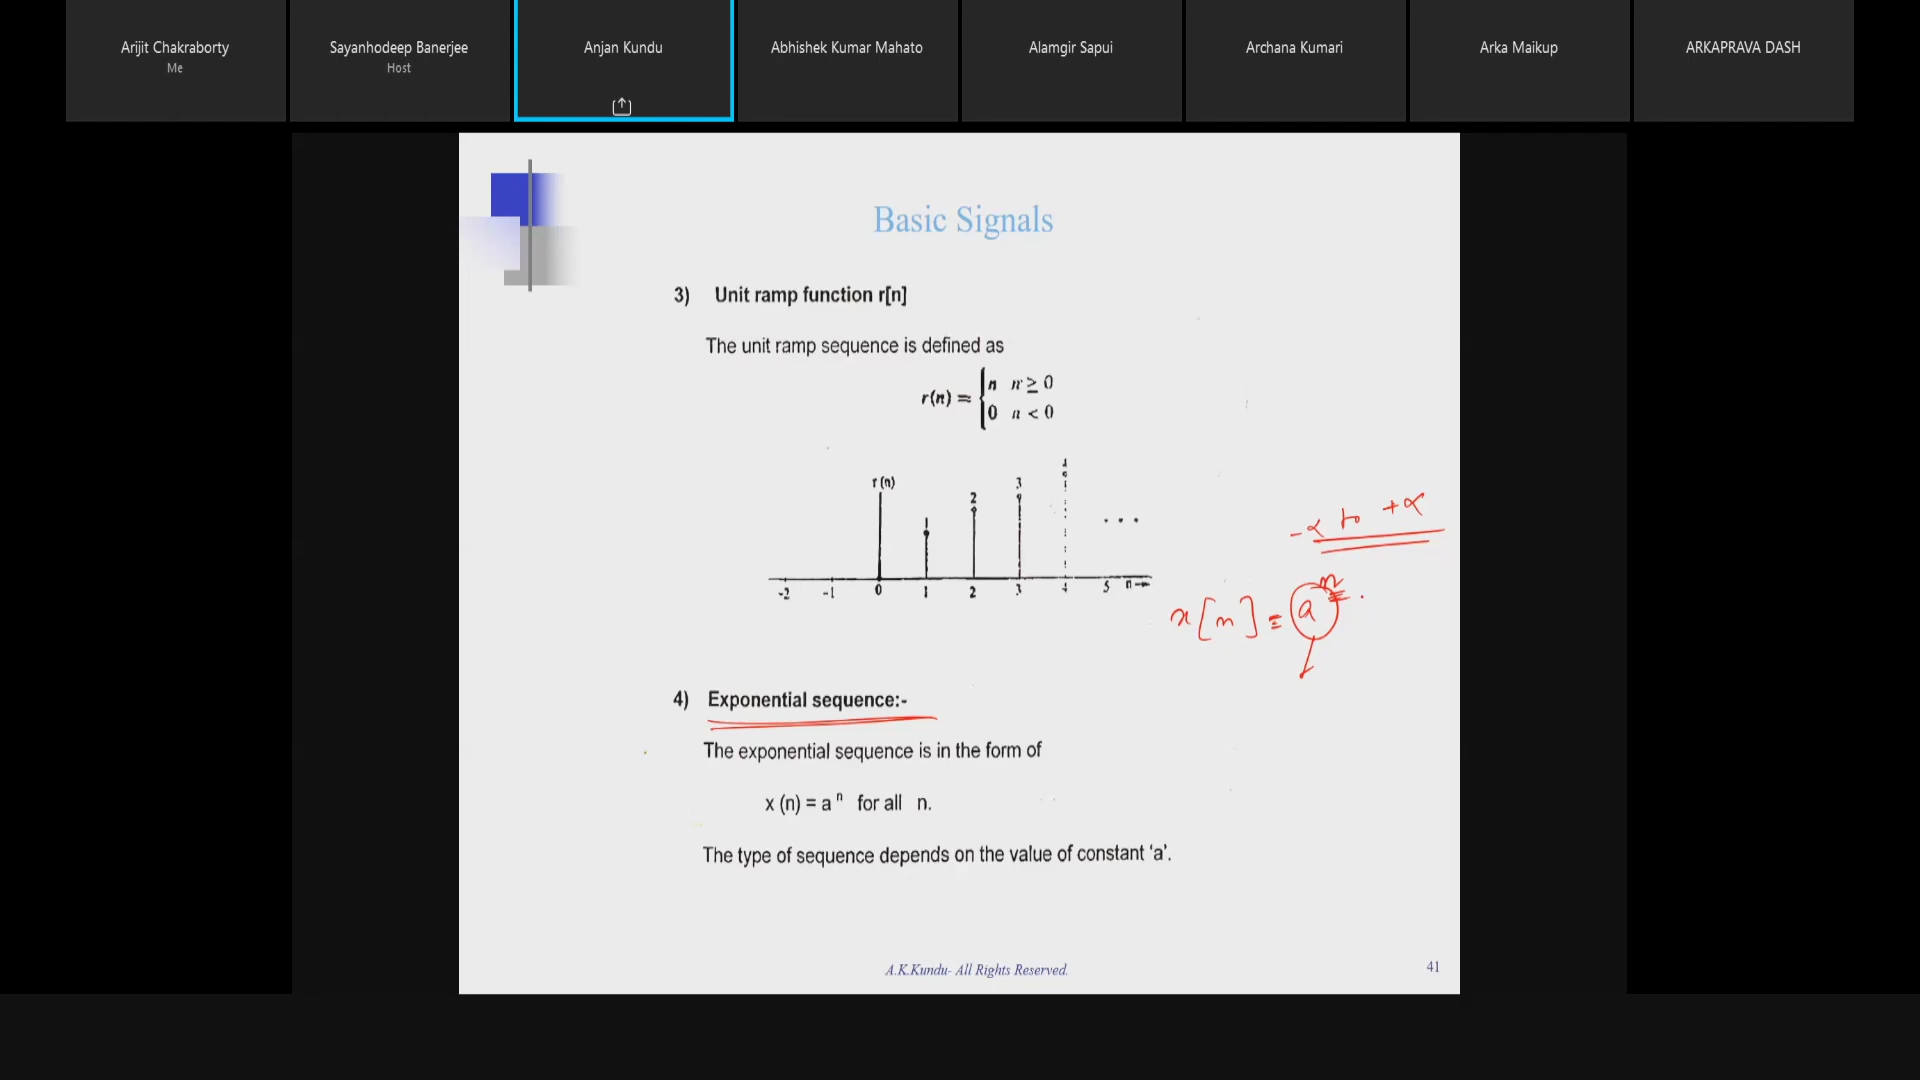 Arijit Chakraborty
Me
Sayanhodeep Banerjee
Host
Anjan Kundu
Abhishek Kumar Mahato
Alamgir Sapui
Archana Kumari
Arka Maikup
ARKAPRAVA DASH
Basic Signals
3) Unit ramp function r[n]
The unit ramp sequence is defined as
r(n) = { n n ≥ 0
0 n < 0
r(n)
1 2 3 4
...
-2 -1 0 1 2 3 4 5 n→
-∝ to +∝
x[n] = a^n .
4) Exponential sequence:-
The exponential sequence is in the form of
x (n) = a ⁿ for all n.
The type of sequence depends on the value of constant ‘a’.
A.K.Kundu- All Rights Reserved.
41